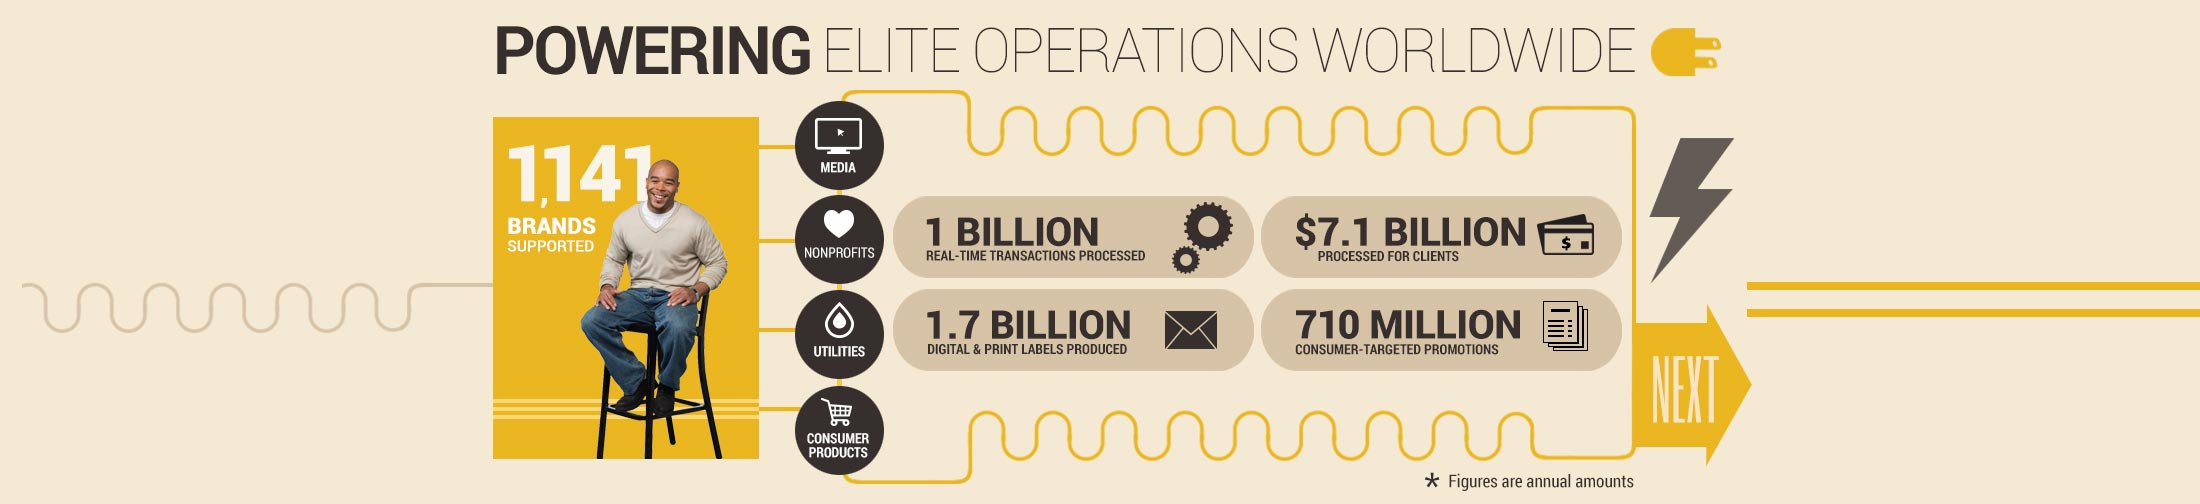 POWERING ELITE OPERATIONS WORLDWIDE
1,141
BRANDS
SUPPORTED
MEDIA
NONPROFITS
UTILITIES
CONSUMER
PRODUCTS
1 BILLION
REAL-TIME TRANSACTIONS PROCESSED
$7.1 BILLION
PROCESSED FOR CLIENTS
$
1.7 BILLION
DIGITAL & PRINT LABELS PRODUCED
710 MILLION
CONSUMER-TARGETED PROMOTIONS
NEXT
* Figures are annual amounts